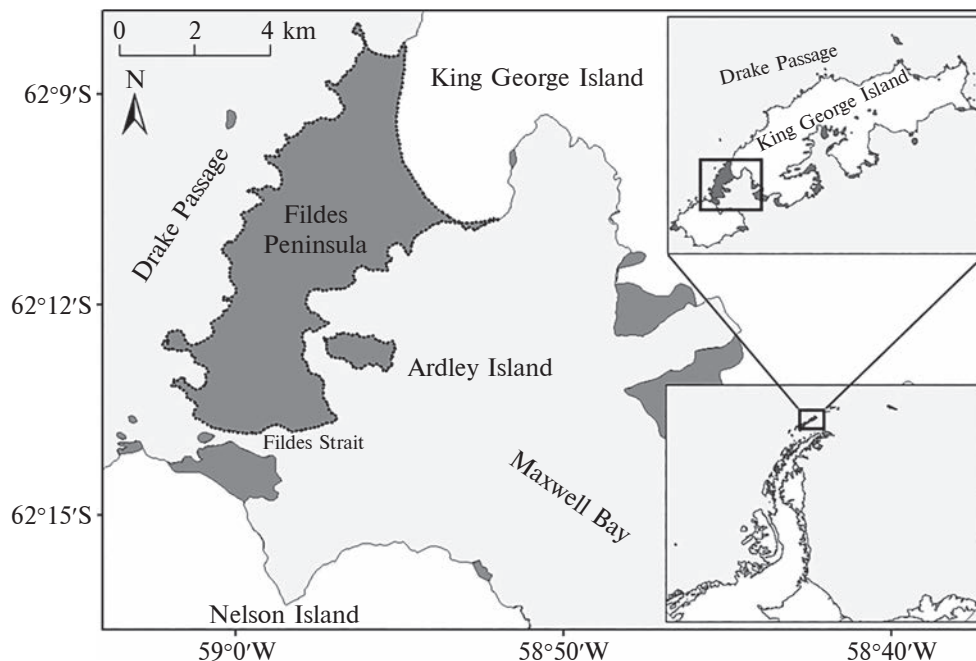 0 2 4 km
N
62°9'S
62°12'S
62°15'S
King George Island
Drake Passage
Fildes
Peninsula
Ardley Island
Fildes Strait
Maxwell Bay
Nelson Island
Drake Passage
King George Island
59°0'W
58°50'W
58°40'W